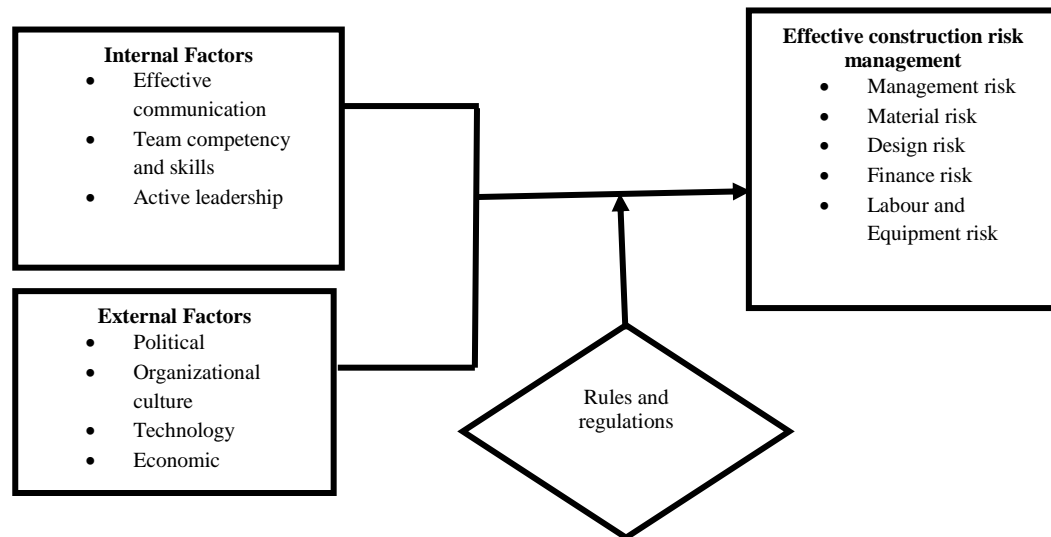 Internal Factors
• Effective
communication
• Team competency
and skills
• Active leadership
External Factors
• Political
• Organizational
culture
• Technology
• Economic
Rules and
regulations
Effective construction risk
management
• Management risk
• Material risk
• Design risk
• Finance risk
• Labour and
Equipment risk